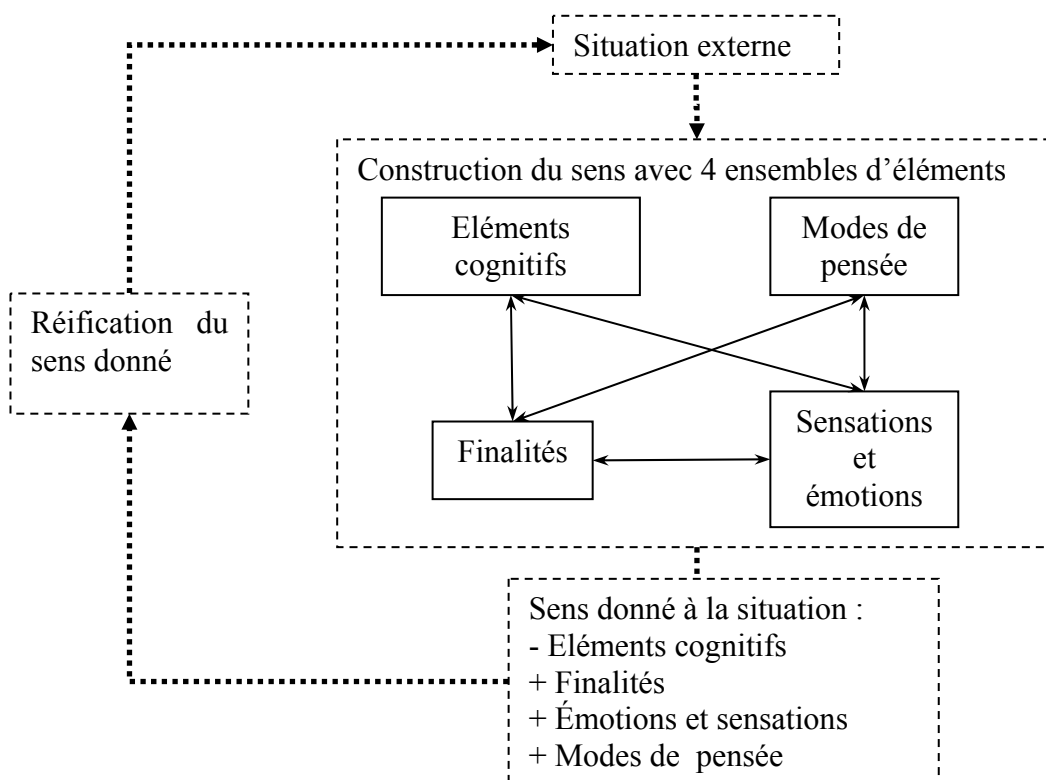 Situation externe
Construction du sens avec 4 ensembles d’éléments
Eléments
cognitifs
Modes de
pensée
Réification du
sens donné
Finalités
Sensations
et
émotions
Sens donné à la situation :
- Eléments cognitifs
+ Finalités
+ Émotions et sensations
+ Modes de pensée